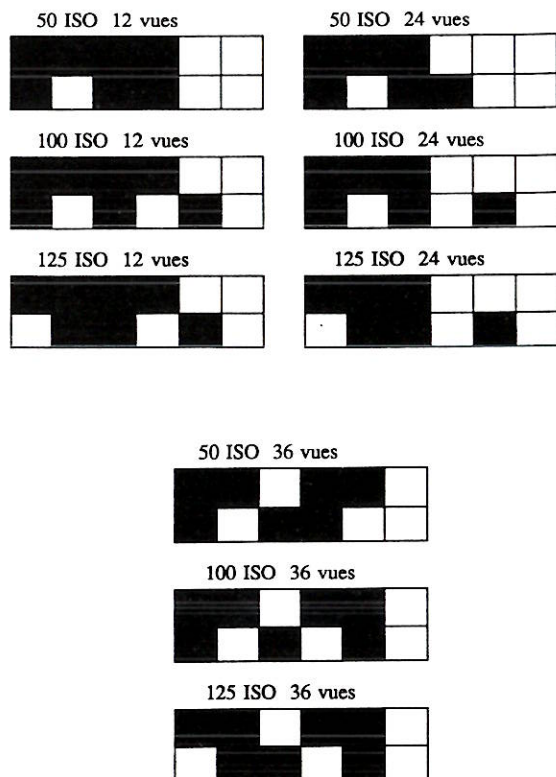 50 ISO 12 vues
50 ISO 24 vues
100 ISO 12 vues
100 ISO 24 vues
125 ISO 12 vues
125 ISO 24 vues
50 ISO 36 vues
100 ISO 36 vues
125 ISO 36 vues